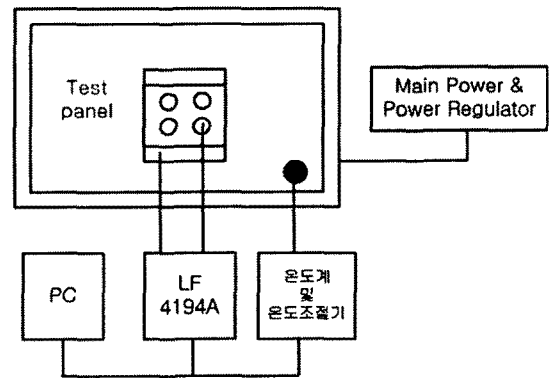 Test
panel
Main Power &
Power Regulator
PC
LF
4194A
온도계
및
온도조절기